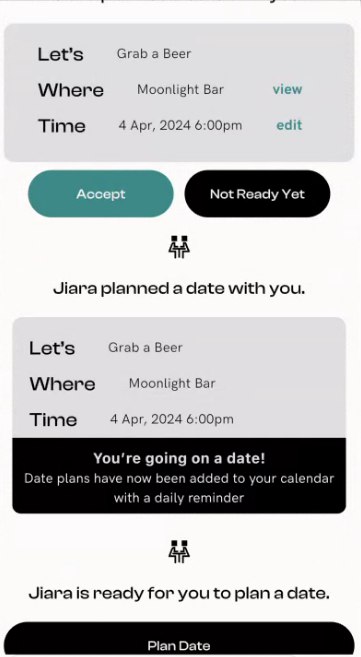 Let's Grab a Beer
Where Moonlight Bar view
Time 4 Apr, 2024 6:00pm edit
Accept Not Ready Yet
Jiara planned a date with you.
Let's Grab a Beer
Where Moonlight Bar
Time 4 Apr, 2024 6:00pm
You're going on a date!
Date plans have now been added to your calendar
with a daily reminder
Jiara is ready for you to plan a date.
Plan Date